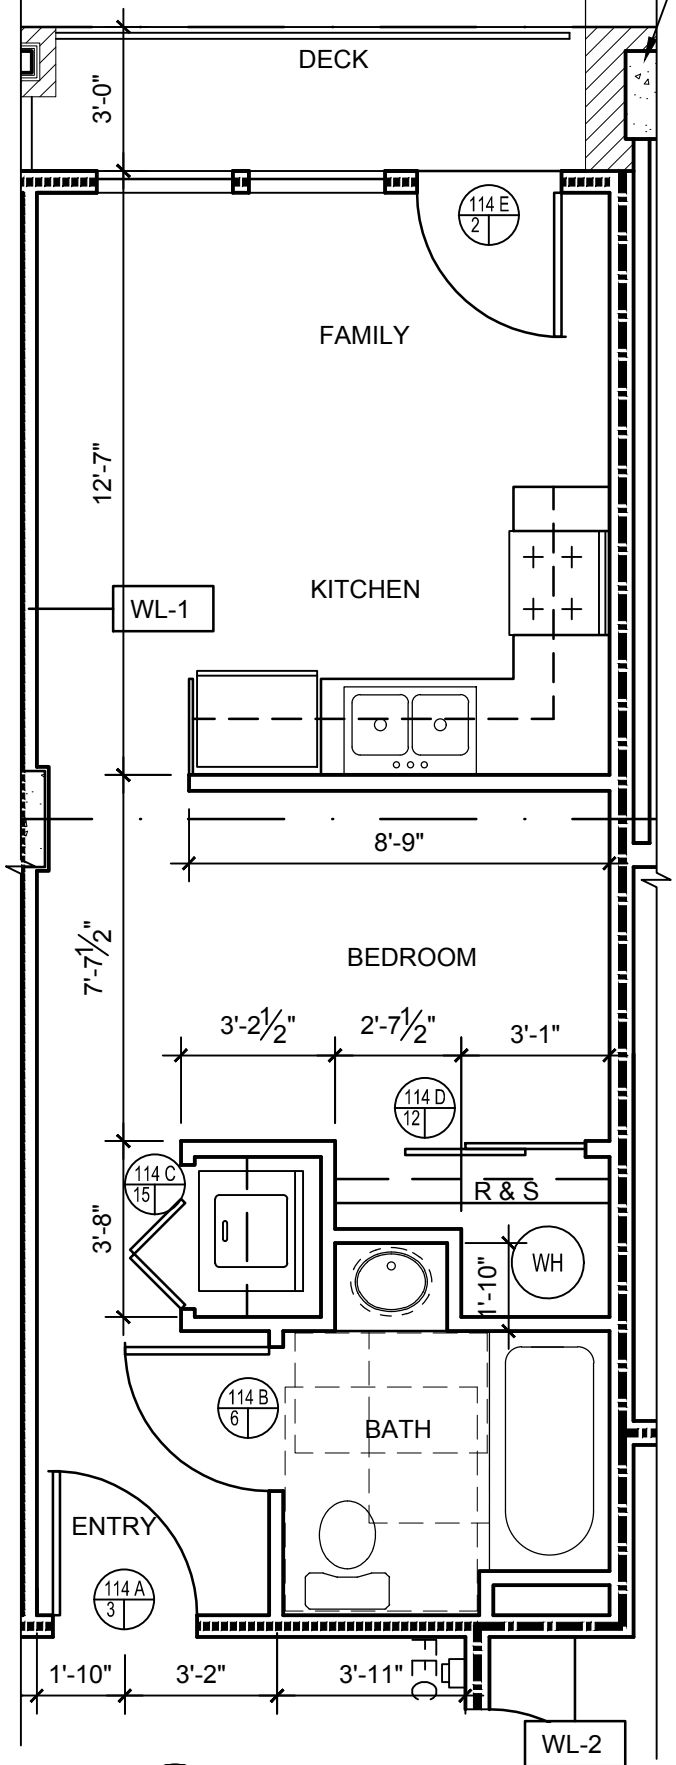 DECK
3'-0"
114 E
2
FAMILY
12'-7"
KITCHEN
WL-1
8'-9"
7'-7½"
BEDROOM
3'-2½"
2'-7½"
3'-1"
114 D
12
114 C
15
R & S
3'-8"
1'-10"
WH
114 B
6
BATH
ENTRY
114 A
3
1'-10"
3'-2"
3'-11"
FEC
WL-2